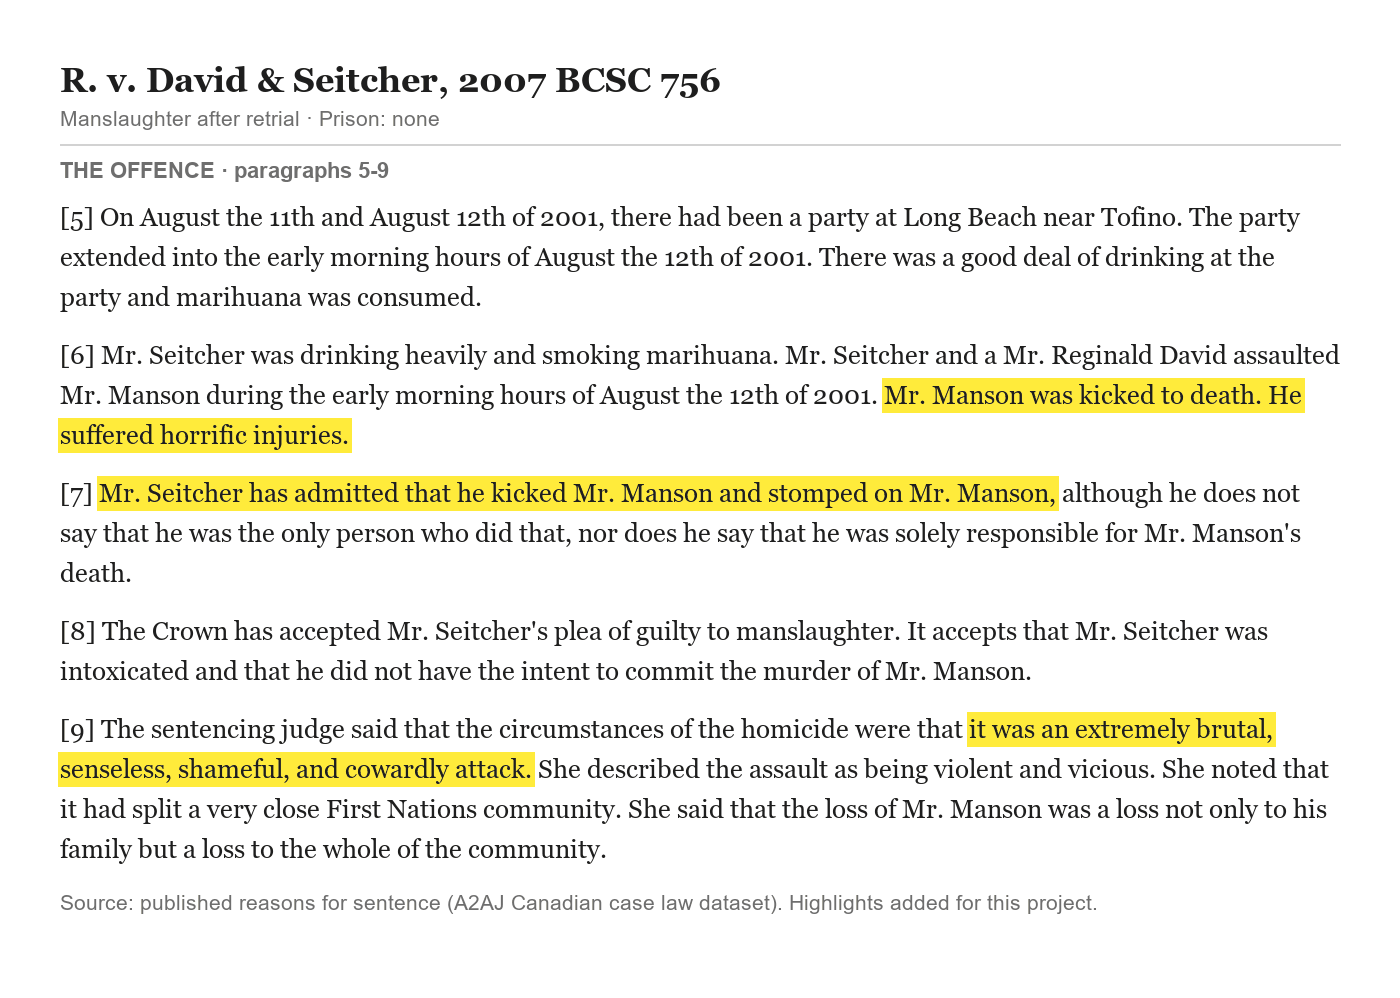 R. v. David & Seitcher, 2007 BCSC 756
Manslaughter after retrial · Prison: none
THE OFFENCE · paragraphs 5-9
[5] On August the 11th and August 12th of 2001, there had been a party at Long Beach near Tofino. The party
extended into the early morning hours of August the 12th of 2001. There was a good deal of drinking at the
party and marihuana was consumed.
[6] Mr. Seitcher was drinking heavily and smoking marihuana. Mr. Seitcher and a Mr. Reginald David assaulted
Mr. Manson during the early morning hours of August the 12th of 2001. Mr. Manson was kicked to death. He
suffered horrific injuries.
[7] Mr. Seitcher has admitted that he kicked Mr. Manson and stomped on Mr. Manson, although he does not
say that he was the only person who did that, nor does he say that he was solely responsible for Mr. Manson's
death.
[8] The Crown has accepted Mr. Seitcher's plea of guilty to manslaughter. It accepts that Mr. Seitcher was
intoxicated and that he did not have the intent to commit the murder of Mr. Manson.
[9] The sentencing judge said that the circumstances of the homicide were that it was an extremely brutal,
senseless, shameful, and cowardly attack. She described the assault as being violent and vicious. She noted that
it had split a very close First Nations community. She said that the loss of Mr. Manson was a loss not only to his
family but a loss to the whole of the community.
Source: published reasons for sentence (A2AJ Canadian case law dataset). Highlights added for this project.